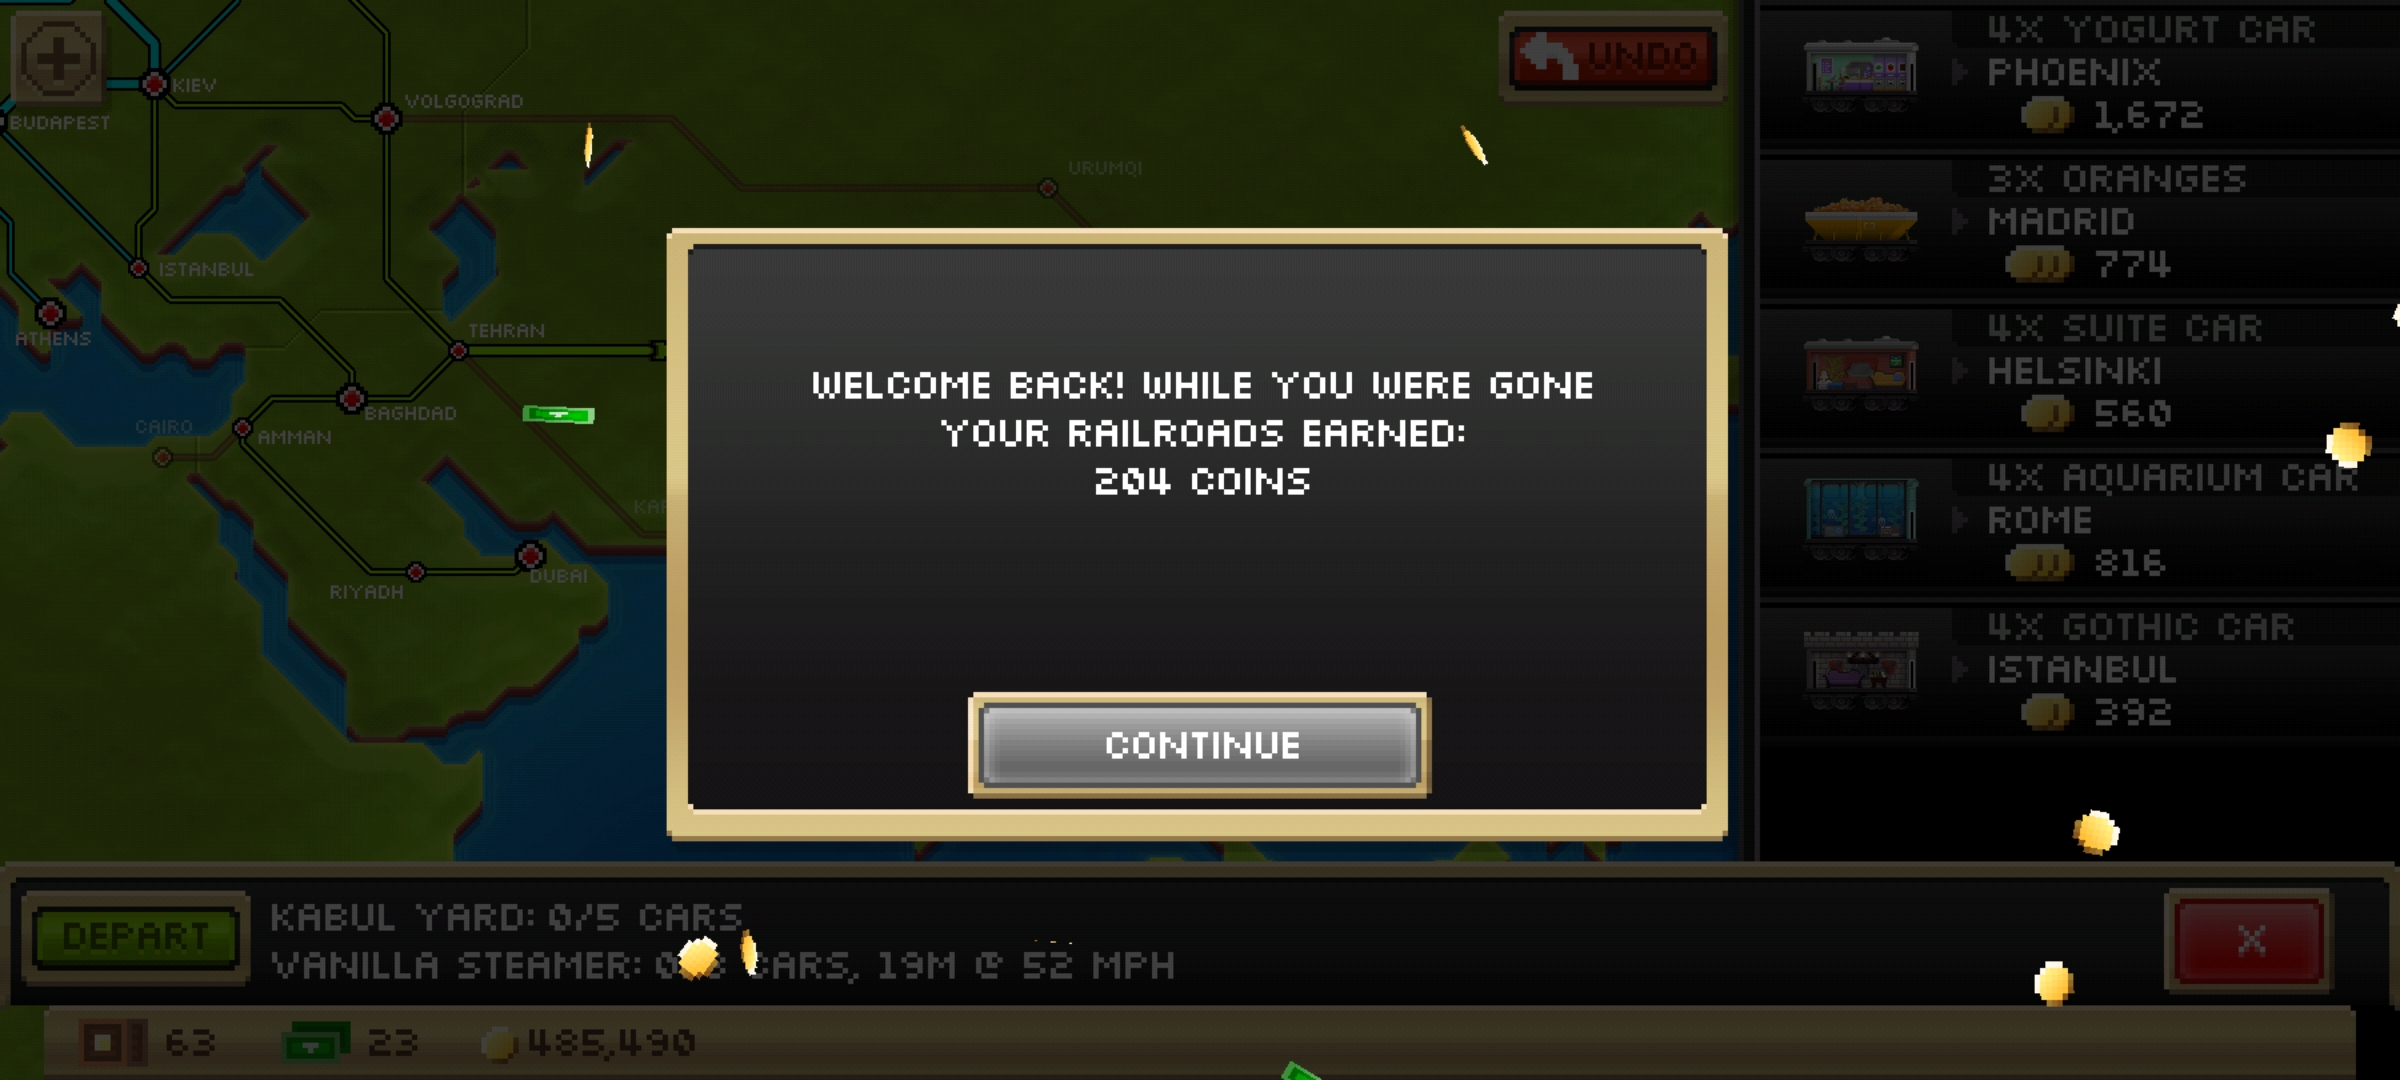 KIEV
VOLGOGRAD
BUDAPEST
URUMQI
ISTANBUL
TEHRAN
ATHENS
BAGHDAD
CAIRO
AMMAN
RIYADH
DUBAI
UNDO
WELCOME BACK! WHILE YOU WERE GONE
YOUR RAILROADS EARNED:
204 COINS
CONTINUE
4X YOGURT CAR
PHOENIX
1,672
3X ORANGES
MADRID
774
4X SUITE CAR
HELSINKI
560
4X AQUARIUM CAR
ROME
816
4X GOTHIC CAR
ISTANBUL
392
DEPART
KABUL YARD: 0/5 CARS
VANILLA STEAMER: CARS, 19M @ 52 MPH
X
63
23
485,490